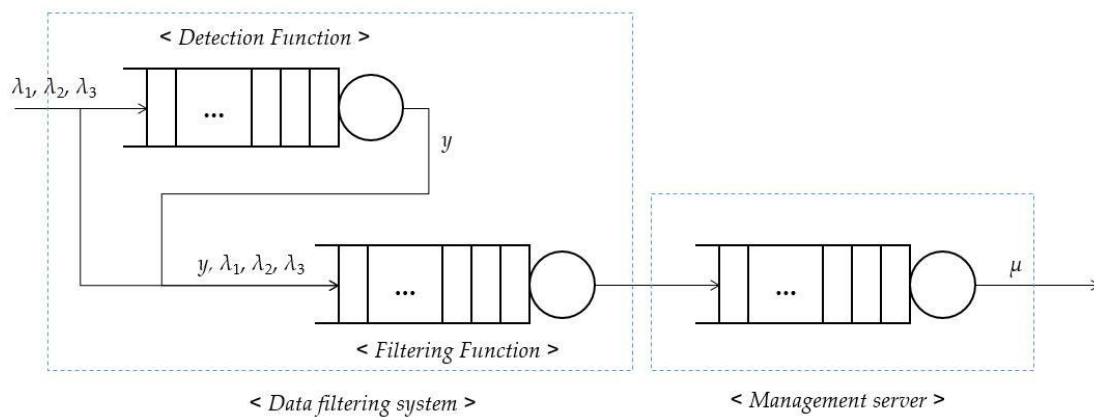 < Detection Function >
λ₁, λ₂, λ₃
...
y
y, λ₁, λ₂, λ₃
...
...
μ
< Filtering Function >
< Data filtering system >
< Management server >